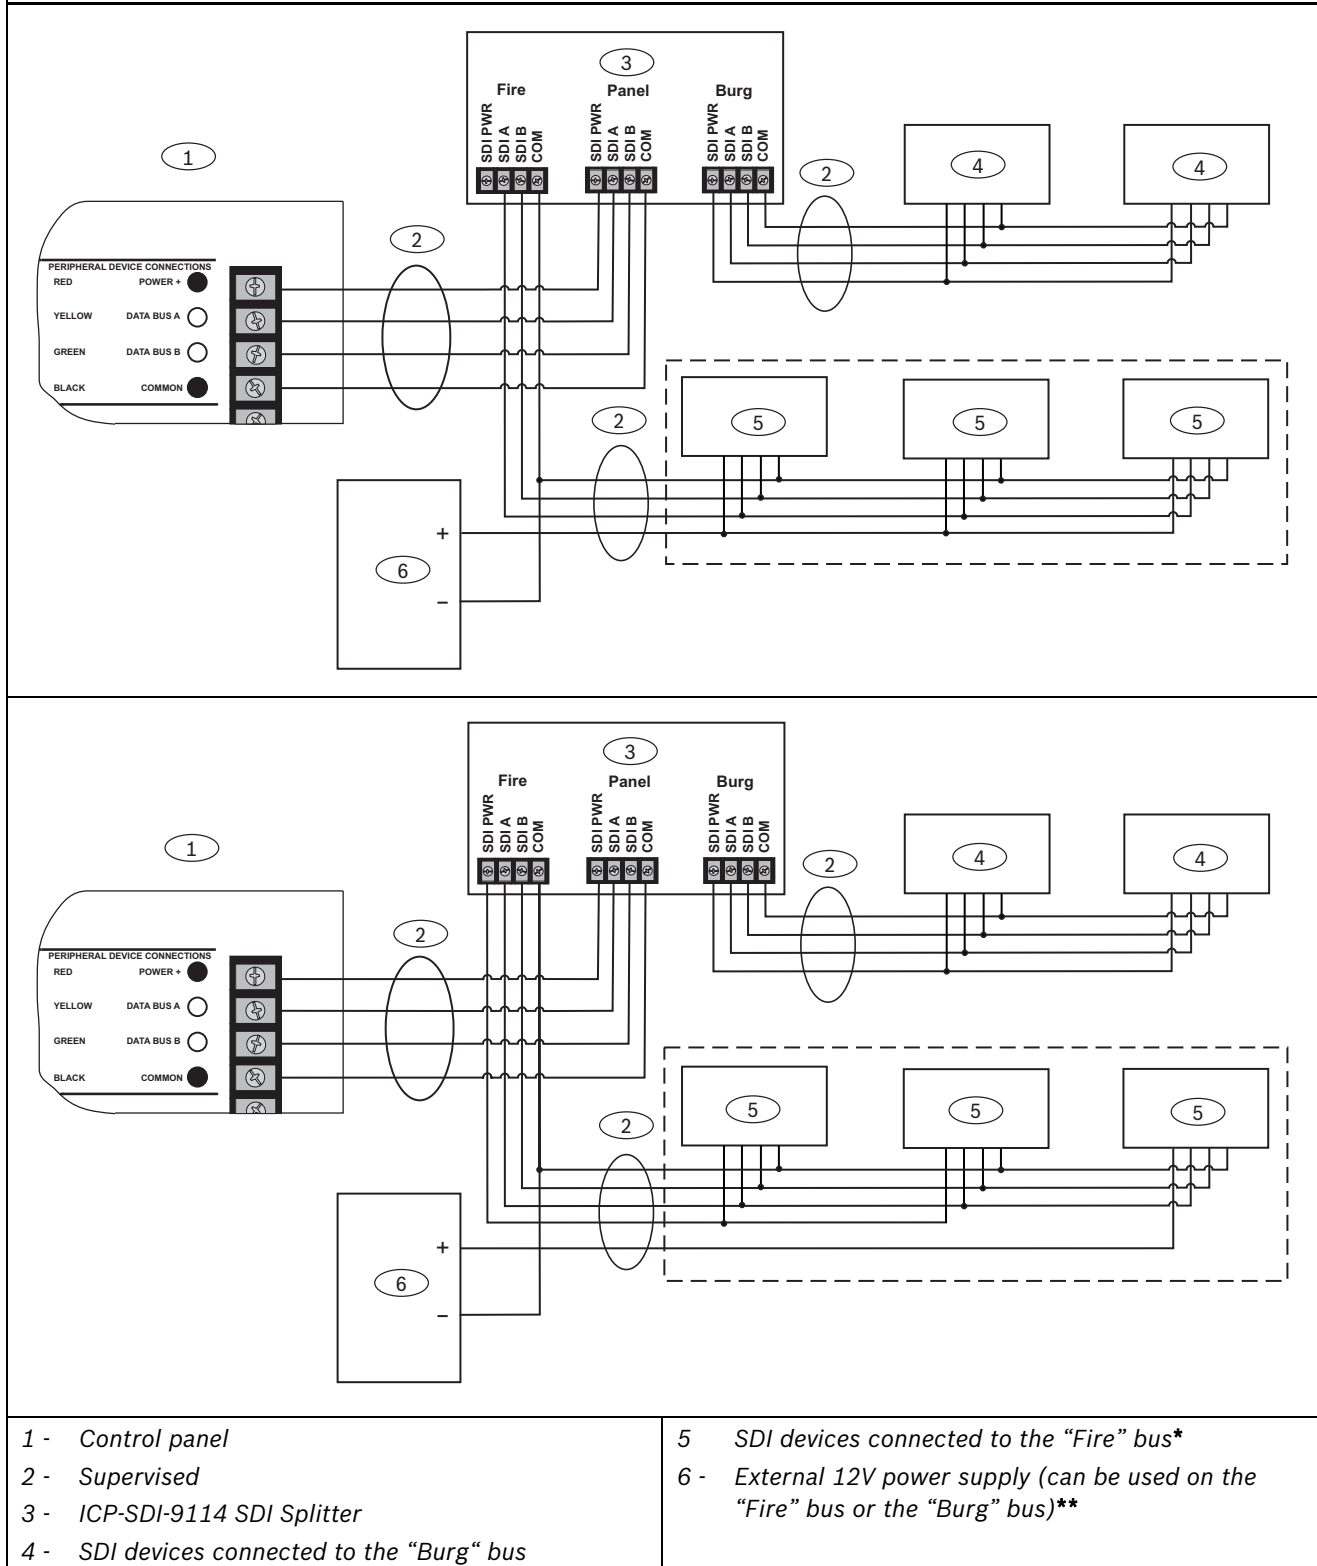 3
Fire Panel Burg
SDI PWR SDI A SDI B COM SDI PWR SDI A SDI B COM SDI PWR SDI A SDI B COM
1
2
4
4
2
PERIPHERAL DEVICE CONNECTIONS
RED POWER +
YELLOW DATA BUS A
GREEN DATA BUS B
BLACK COMMON
2
5
5
5
+
6
–
3
Fire Panel Burg
SDI PWR SDI A SDI B COM SDI PWR SDI A SDI B COM SDI PWR SDI A SDI B COM
1
2
4
4
2
PERIPHERAL DEVICE CONNECTIONS
RED POWER +
YELLOW DATA BUS A
GREEN DATA BUS B
BLACK COMMON
2
5
5
5
+
6
–
1 - Control panel
2 - Supervised
3 - ICP-SDI-9114 SDI Splitter
4 - SDI devices connected to the “Burg“ bus
5 SDI devices connected to the “Fire” bus*
6 - External 12V power supply (can be used on the
“Fire” bus or the “Burg” bus)**